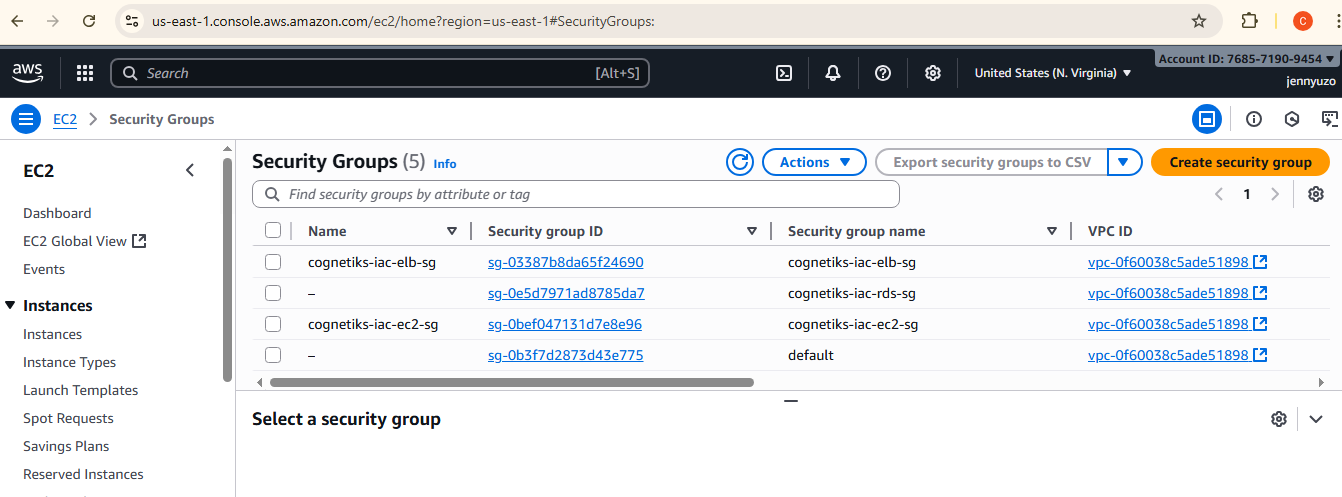 us-east-1.console.aws.amazon.com/ec2/home?region=us-east-1#SecurityGroups:
C
aws
Search [Alt+S]
United States (N. Virginia)
Account ID: 7685-7190-9454
jennyuzo
EC2 > Security Groups
EC2
Dashboard
EC2 Global View
Events
Instances
Instances
Instance Types
Launch Templates
Spot Requests
Savings Plans
Reserved Instances
Security Groups (5) Info
Actions
Export security groups to CSV
Create security group
Find security groups by attribute or tag
1
Name Security group ID Security group name VPC ID
cognetiks-iac-elb-sg sg-03387b8da65f24690 cognetiks-iac-elb-sg vpc-0f60038c5ade51898
– sg-0e5d7971ad8785da7 cognetiks-iac-rds-sg vpc-0f60038c5ade51898
cognetiks-iac-ec2-sg sg-0bef047131d7e8e96 cognetiks-iac-ec2-sg vpc-0f60038c5ade51898
– sg-0b3f7d2873d43e775 default vpc-0f60038c5ade51898
Select a security group